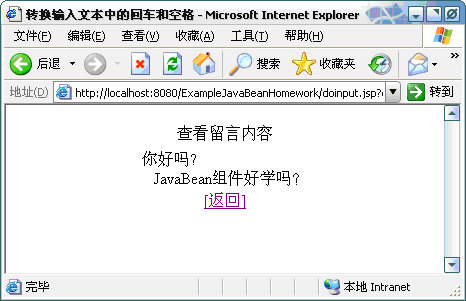 转换输入文本中的回车和空格 - Microsoft Internet Explorer
文件(F) 编辑(E) 查看(V) 收藏(A) 工具(T) 帮助(H)
后退 搜索 收藏夹
地址(D) http://localhost:8080/ExampleJavaBeanHomework/doinput.jsp? 转到
查看留言内容
你好吗?
JavaBean组件好学吗?
[返回]
完毕 本地 Intranet